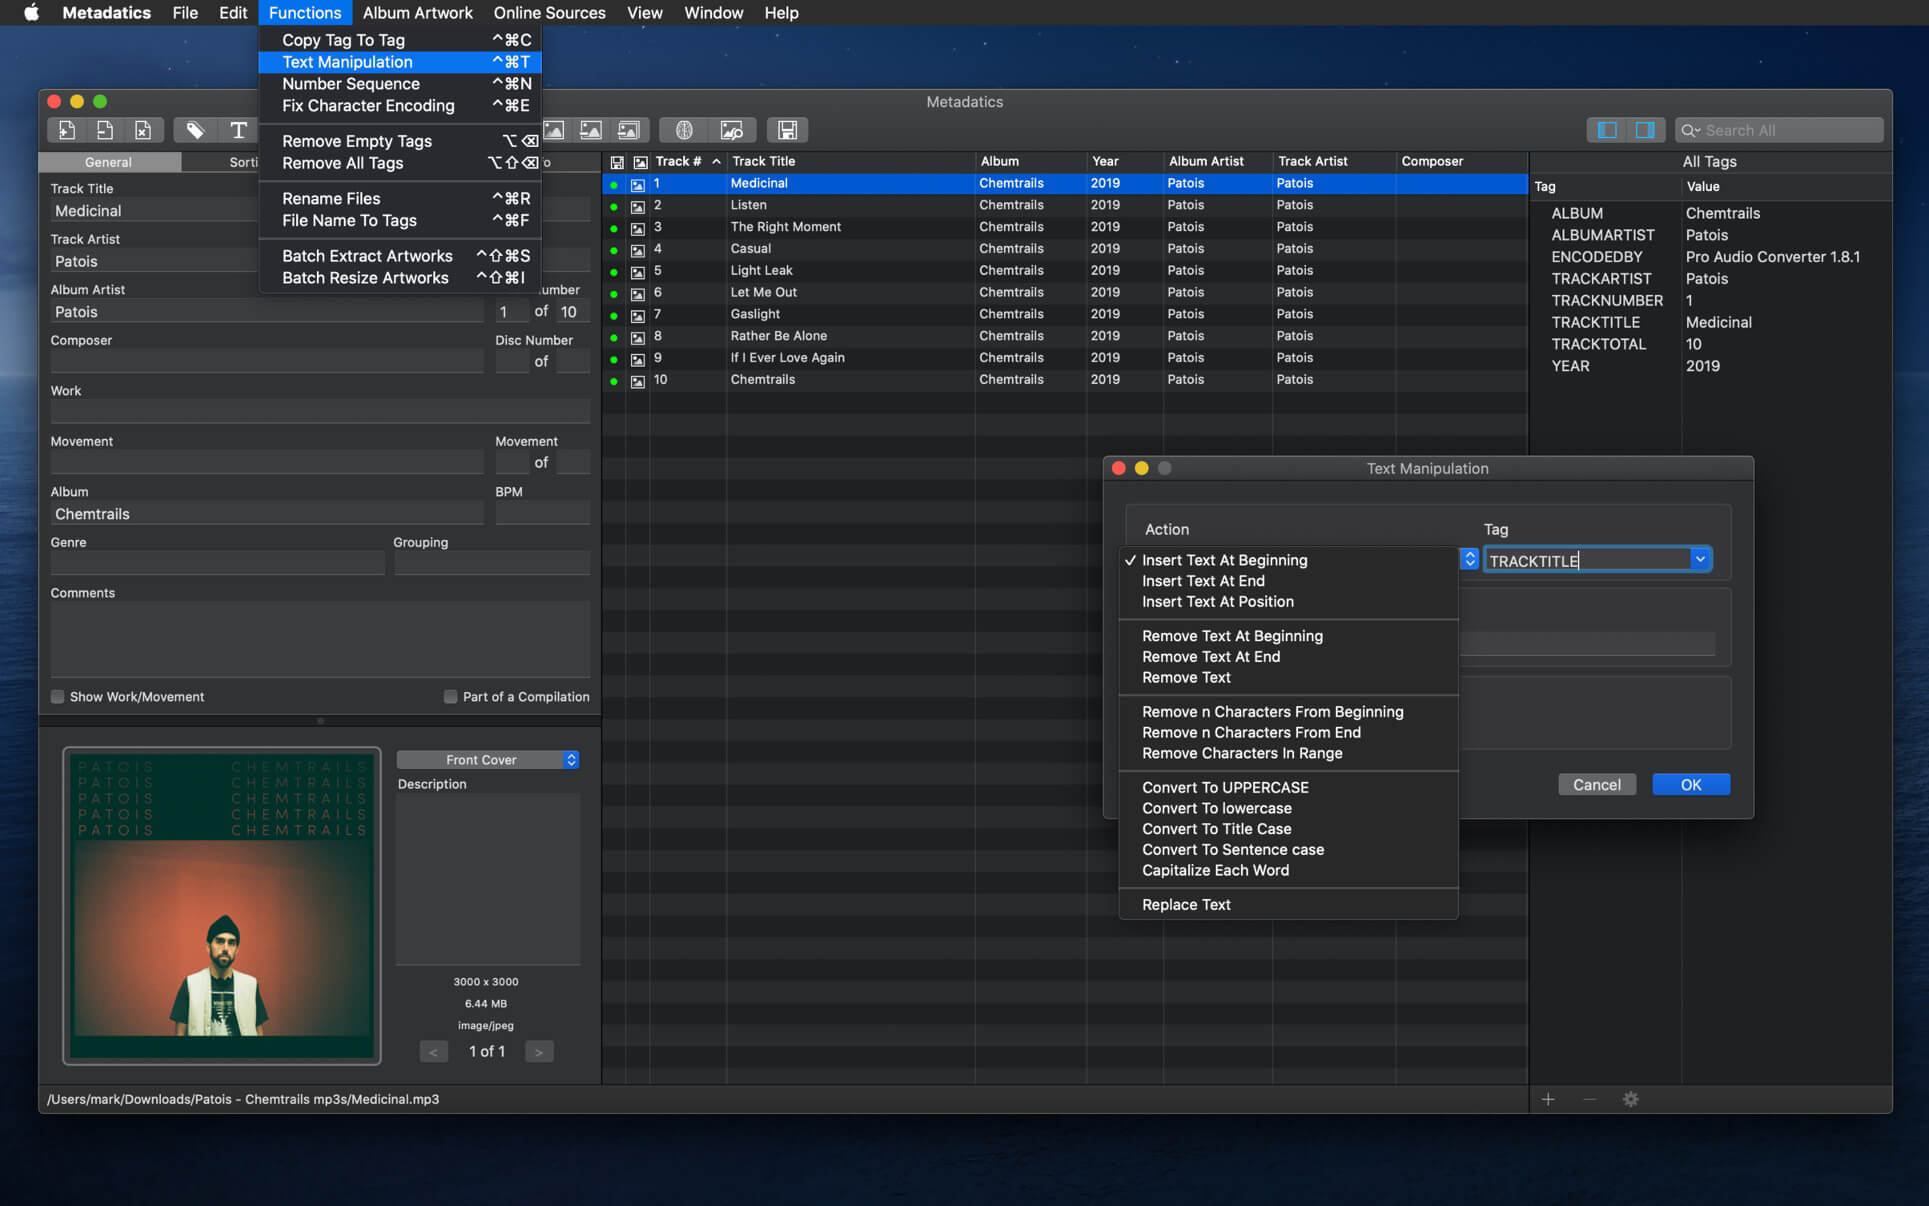 Metadatics File Edit Functions Album Artwork Online Sources View Window Help
Copy Tag To Tag ^⌘C
Text Manipulation ^⌘T
Number Sequence ^⌘N
Fix Character Encoding ^⌘E
Remove Empty Tags ⌥⌫
Remove All Tags ⌥⇧⌫
Rename Files ^⌘R
File Name To Tags ^⌘F
Batch Extract Artworks ^⇧⌘S
Batch Resize Artworks ^⇧⌘I
Metadatics
T
Search All
General
Track Title
Medicinal
Track Artist
Patois
Album Artist
Patois
1 of 10
Composer
Disc Number
of
Work
Movement
Movement
of
Album
BPM
Chemtrails
Genre
Grouping
Comments
Show Work/Movement
Part of a Compilation
Track # Track Title Album Year Album Artist Track Artist Composer
1 Medicinal Chemtrails 2019 Patois Patois
2 Listen Chemtrails 2019 Patois Patois
3 The Right Moment Chemtrails 2019 Patois Patois
4 Casual Chemtrails 2019 Patois Patois
5 Light Leak Chemtrails 2019 Patois Patois
6 Let Me Out Chemtrails 2019 Patois Patois
7 Gaslight Chemtrails 2019 Patois Patois
8 Rather Be Alone Chemtrails 2019 Patois Patois
9 If I Ever Love Again Chemtrails 2019 Patois Patois
10 Chemtrails Chemtrails 2019 Patois Patois
All Tags
Tag Value
ALBUM Chemtrails
ALBUMARTIST Patois
ENCODEDBY Pro Audio Converter 1.8.1
TRACKARTIST Patois
TRACKNUMBER 1
TRACKTITLE Medicinal
TRACKTOTAL 10
YEAR 2019
Text Manipulation
Action
Tag
TRACKTITLE
✓ Insert Text At Beginning
Insert Text At End
Insert Text At Position
Remove Text At Beginning
Remove Text At End
Remove Text
Remove n Characters From Beginning
Remove n Characters From End
Remove Characters In Range
Convert To UPPERCASE
Convert To lowercase
Convert To Title Case
Convert To Sentence case
Capitalize Each Word
Replace Text
Cancel
OK
PATOIS CHEMTRAILS
PATOIS CHEMTRAILS
PATOIS CHEMTRAILS
PATOIS CHEMTRAILS
PATOIS CHEMTRAILS
Front Cover
Description
3000 x 3000
6.44 MB
image/jpeg
< 1 of 1 >
/Users/mark/Downloads/Patois - Chemtrails mp3s/Medicinal.mp3